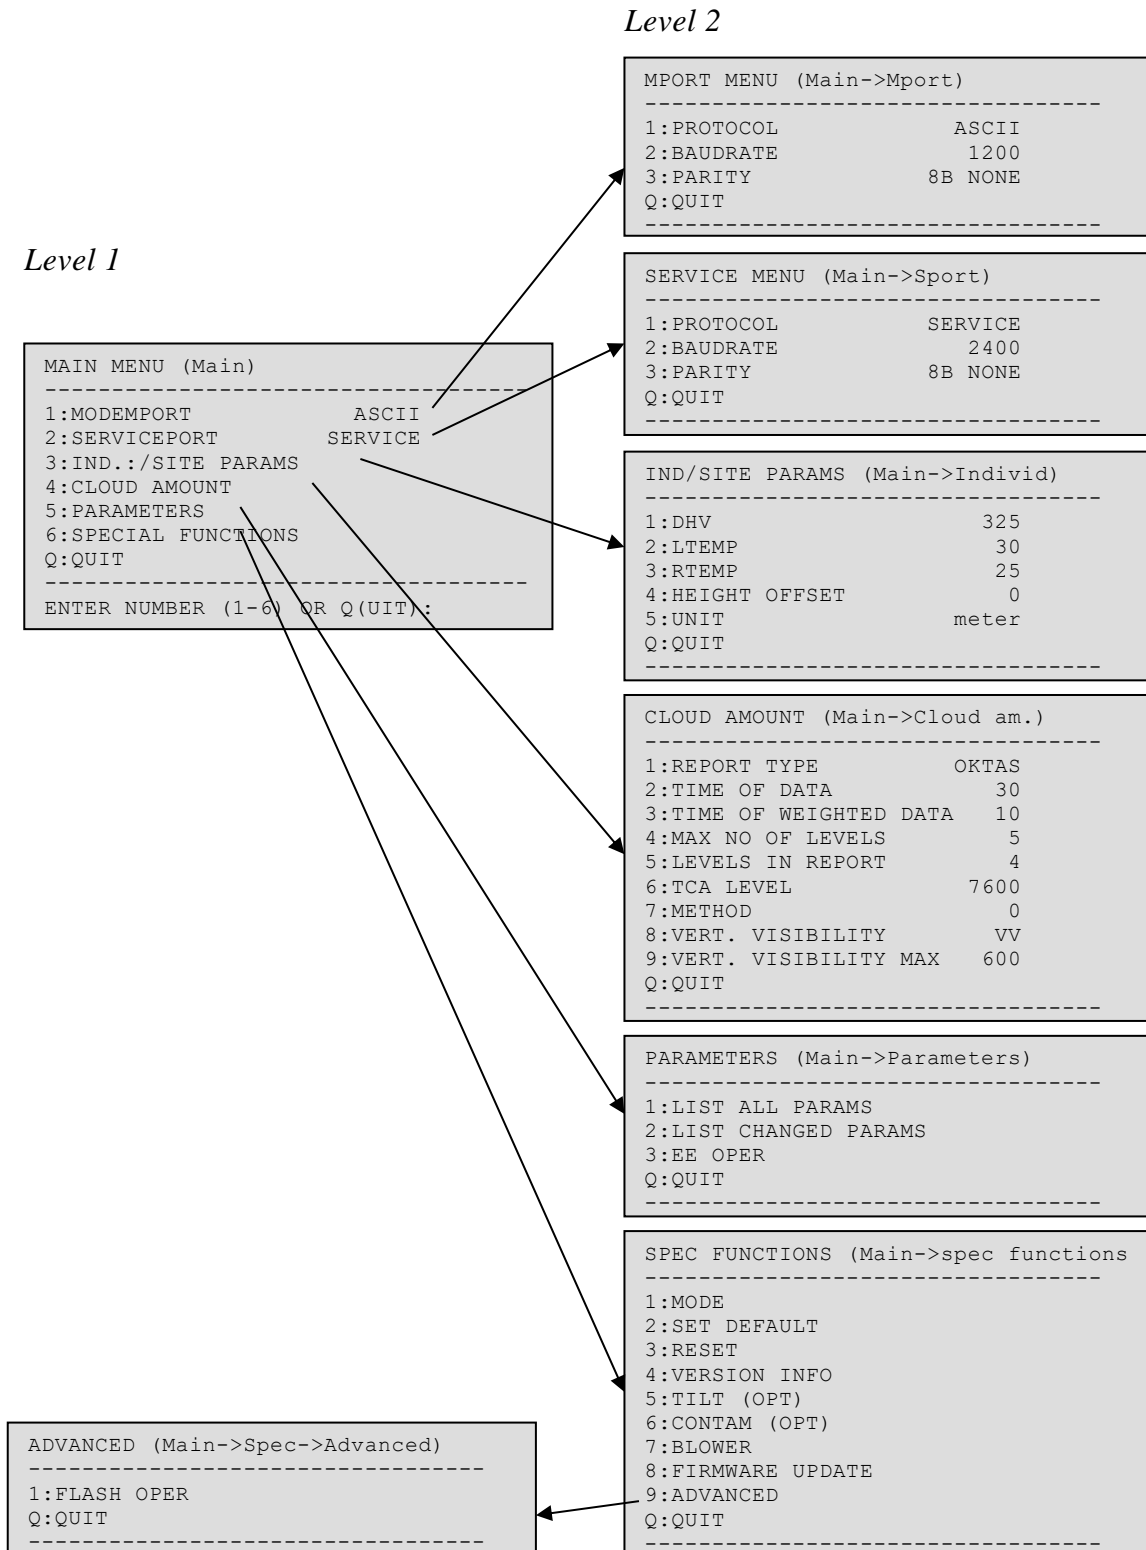 Level 2
MPORT MENU (Main->Mport)
----------------------------------
1:PROTOCOL ASCII
2:BAUDRATE 1200
3:PARITY 8B NONE
Q:QUIT
----------------------------------
Level 1
SERVICE MENU (Main->Sport)
----------------------------------
1:PROTOCOL SERVICE
2:BAUDRATE 2400
3:PARITY 8B NONE
Q:QUIT
----------------------------------
MAIN MENU (Main)
------------------------------------
1:MODEMPORT ASCII
2:SERVICEPORT SERVICE
3:IND.:/SITE PARAMS
4:CLOUD AMOUNT
5:PARAMETERS
6:SPECIAL FUNCTIONS
Q:QUIT
------------------------------------
ENTER NUMBER (1-6) OR Q(UIT):
IND/SITE PARAMS (Main->Individ)
----------------------------------
1:DHV 325
2:LTEMP 30
3:RTEMP 25
4:HEIGHT OFFSET 0
5:UNIT meter
Q:QUIT
----------------------------------
CLOUD AMOUNT (Main->Cloud am.)
----------------------------------
1:REPORT TYPE OKTAS
2:TIME OF DATA 30
3:TIME OF WEIGHTED DATA 10
4:MAX NO OF LEVELS 5
5:LEVELS IN REPORT 4
6:TCA LEVEL 7600
7:METHOD 0
8:VERT. VISIBILITY VV
9:VERT. VISIBILITY MAX 600
Q:QUIT
----------------------------------
PARAMETERS (Main->Parameters)
----------------------------------
1:LIST ALL PARAMS
2:LIST CHANGED PARAMS
3:EE OPER
Q:QUIT
----------------------------------
SPEC FUNCTIONS (Main->spec functions
----------------------------------
1:MODE
2:SET DEFAULT
3:RESET
4:VERSION INFO
5:TILT (OPT)
6:CONTAM (OPT)
7:BLOWER
8:FIRMWARE UPDATE
9:ADVANCED
Q:QUIT
----------------------------------
ADVANCED (Main->Spec->Advanced)
----------------------------------
1:FLASH OPER
Q:QUIT
----------------------------------